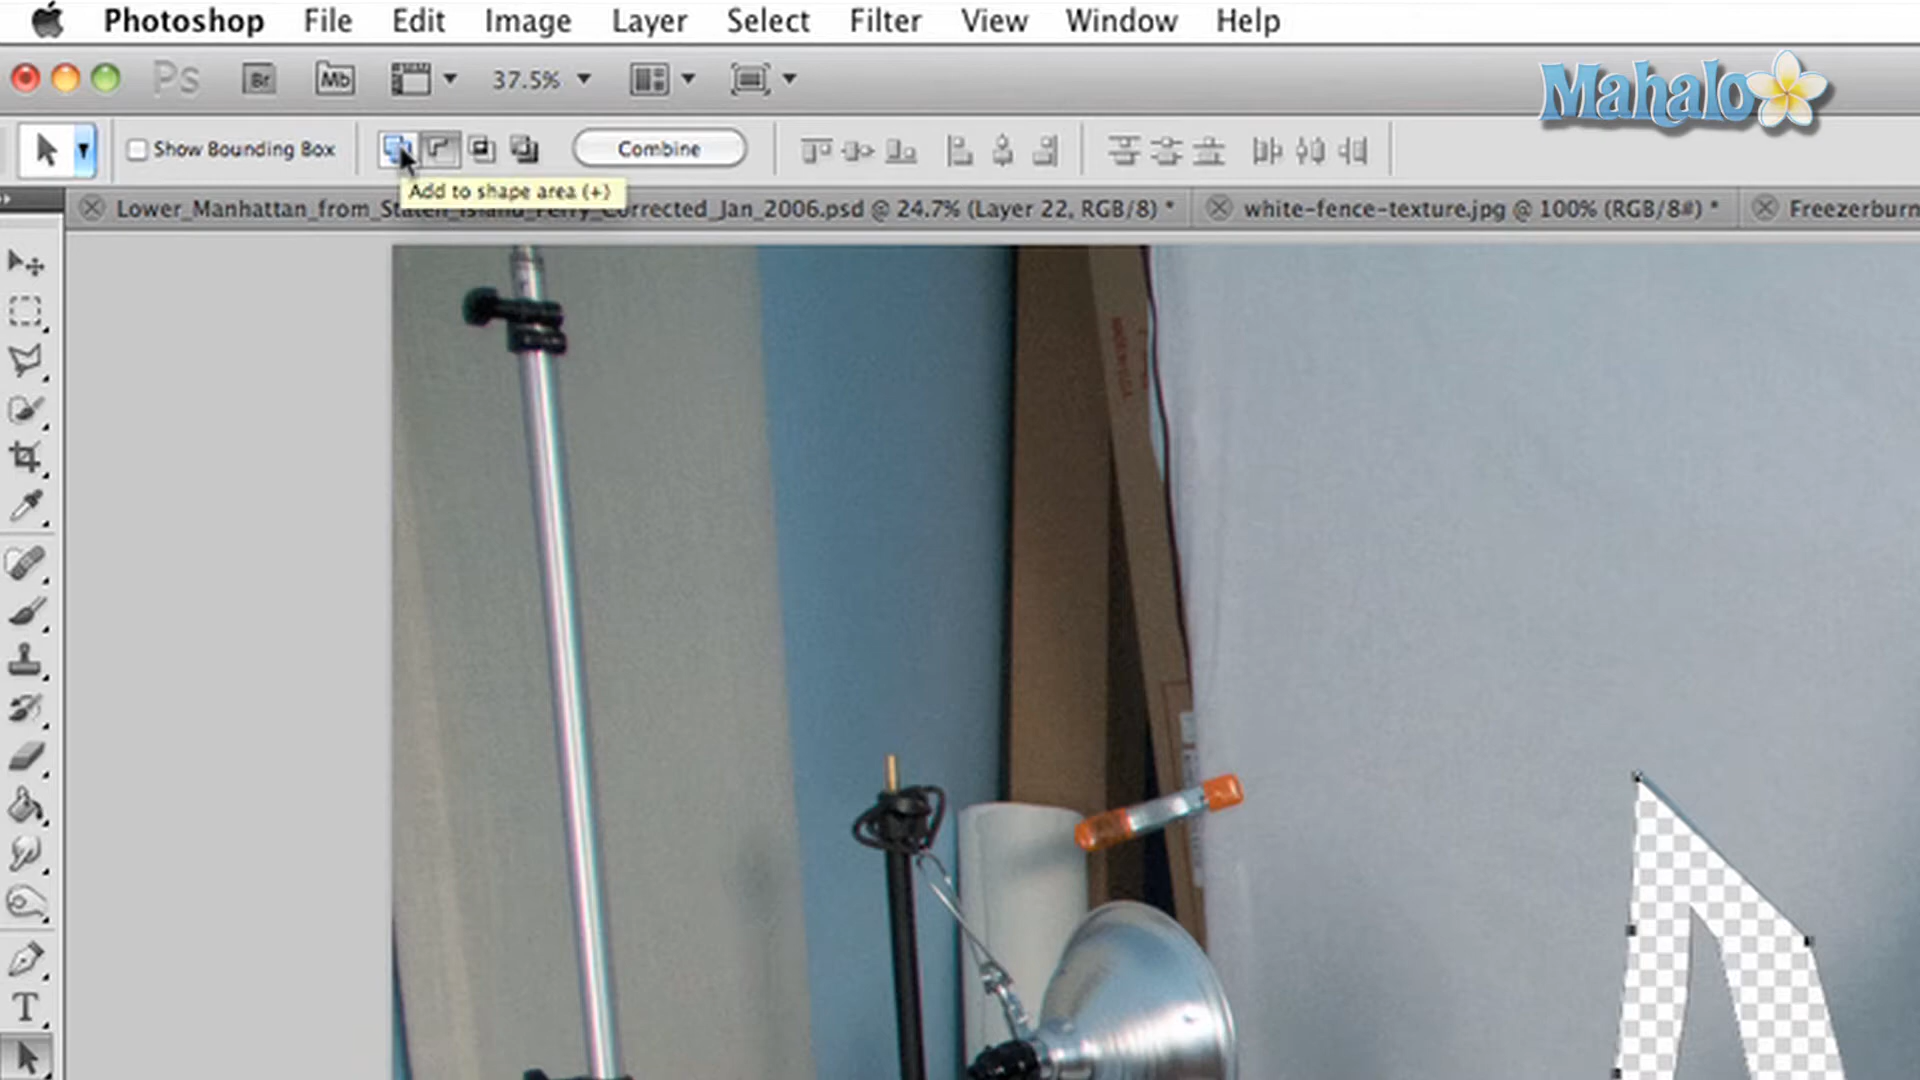 Photoshop File Edit Image Layer Select Filter View Window Help
Ps Br Mb 37.5%
Mahalo
Show Bounding Box Combine
Add to shape area (+)
Lower_Manhattan_from_Staten_Island_Ferry_Corrected_Jan_2006.psd @ 24.7% (Layer 22, RGB/8) * white-fence-texture.jpg @ 100% (RGB/8#) * Freezerburn
T